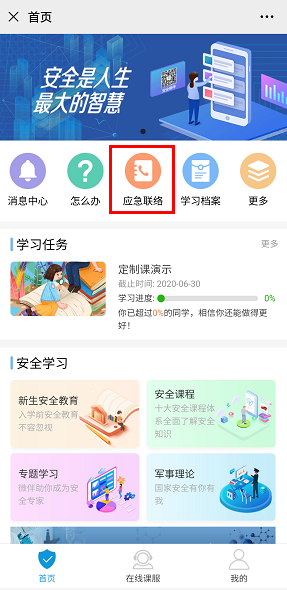 首页
安全是人生
最大的智慧
消息中心
怎么办
应急联络
学习档案
更多
学习任务
更多
定制课演示
截止时间: 2020-06-30
学习进度:
0%
你已超过0%的同学，相信你还能做得更
好！
安全学习
新生安全教育
入学前安全教育
不容忽规
安全课程
十大安全课程体
系全面了解安全
知识
专题学习
微伴助你成为安
全专家
军事理论
国家安全有你有
我
首页
在线课服
我的